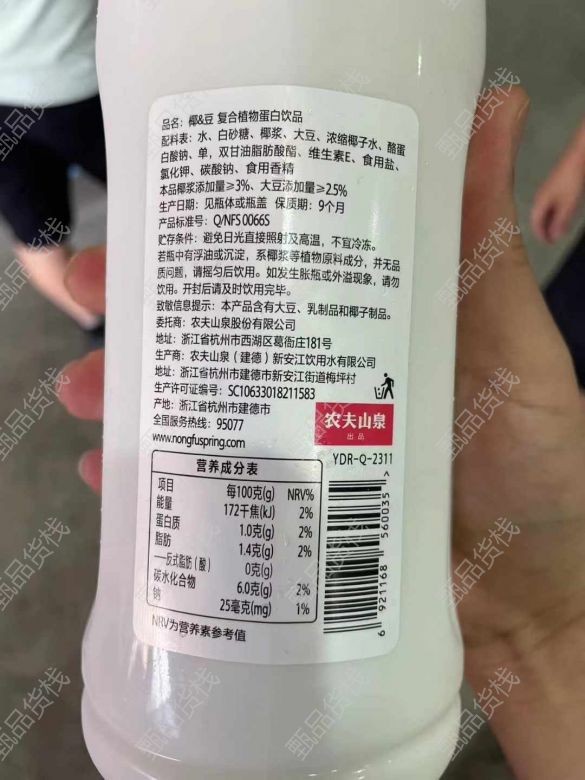 品名：椰&豆 复合植物蛋白饮品
配料表：水、白砂糖、椰浆、大豆、浓缩椰子水、酪蛋
白酸钠、单，双甘油脂肪酸酯、维生素E、食用盐、
氯化钾、碳酸钠、食用香精
本品椰浆添加量≥3%、大豆添加量≥2.5%
生产日期：见瓶体或瓶盖 保质期：9个月
产品标准号：Q/NFS 0066S
贮存条件：避免日光直接照射及高温，不宜冷冻。
若瓶中有浮油或沉淀，系椰浆等植物原料成分，并无品
质问题，请摇匀后饮用。如发生胀瓶或外溢现象，请勿
饮用。开封后请及时饮用完毕。
致敏信息提示：本产品含有大豆、乳制品和椰子制品。
委托商：农夫山泉股份有限公司
地址：浙江省杭州市西湖区葛衙庄181号
生产商：农夫山泉（建德）新安江饮用水有限公司
地址：浙江省杭州市建德市新安江街道梅坪村
生产许可证编号：SC10633018211583
产地：浙江省杭州市建德市
全国服务热线：95077
www.nongfuspring.com
农夫山泉
出品
YDR-Q-2311
营养成分表
项目 每100克(g) NRV%
能量 172千焦(kJ) 2%
蛋白质 1.0克(g) 2%
脂肪 1.4克(g) 2%
——反式脂肪（酸） 0克(g)
碳水化合物 6.0克(g) 2%
钠 25毫克(mg) 1%
NRV为营养素参考值
6 921168 560035 >
甄品货栈